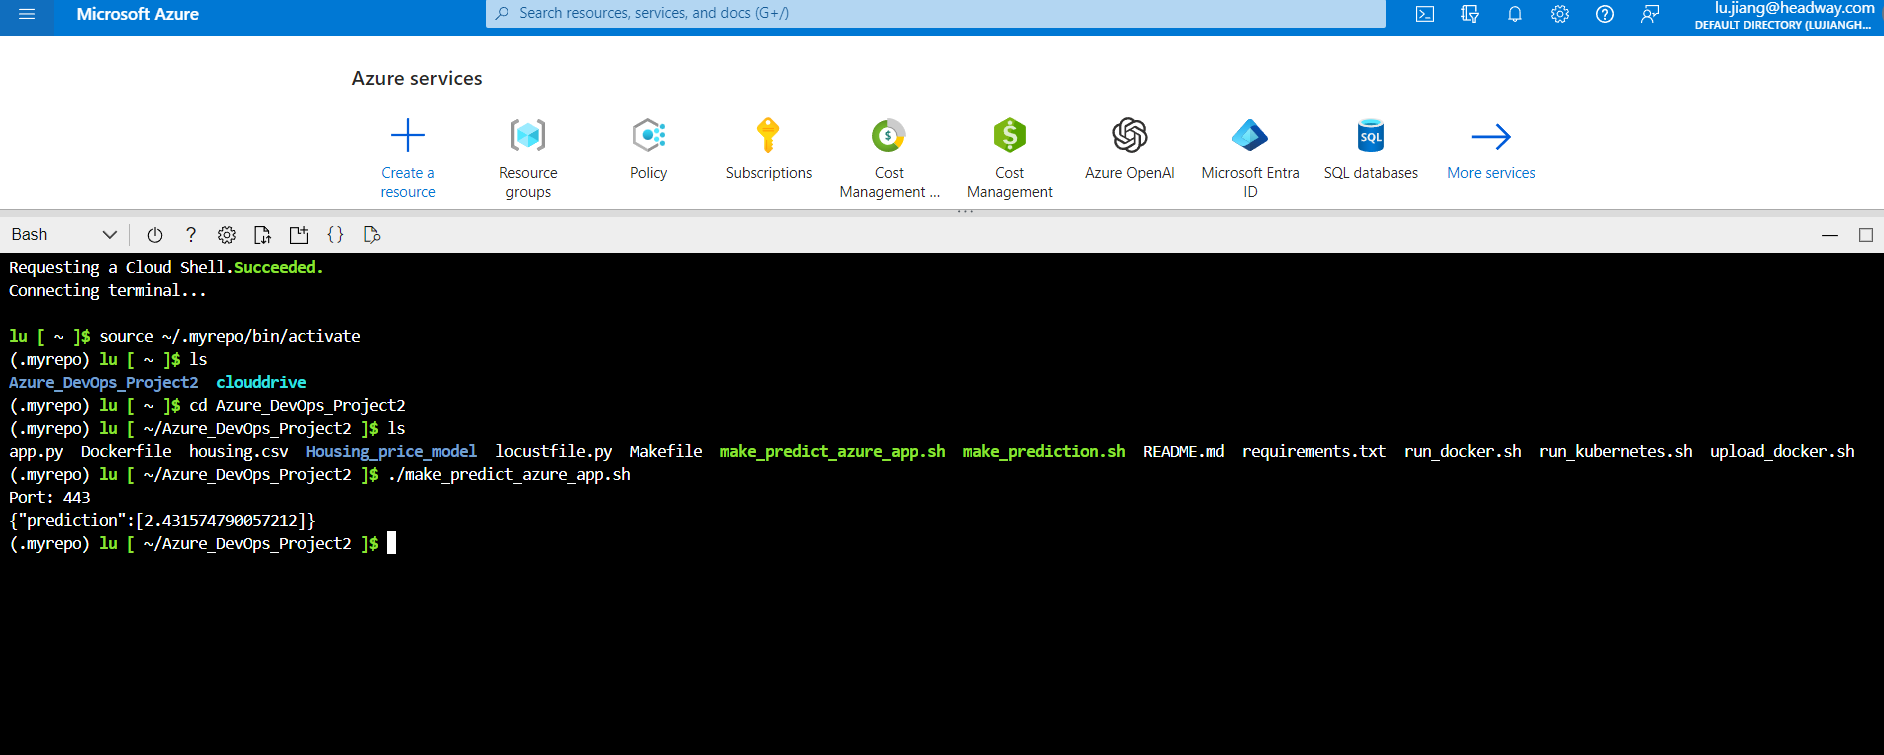 Microsoft Azure
Search resources, services, and docs (G+/)
lu.jiang@headway.com
DEFAULT DIRECTORY (LUJIANGH...
Azure services
Create a resource
Resource groups
Policy
Subscriptions
Cost Management ...
Cost Management
Azure OpenAI
Microsoft Entra ID
SQL
SQL databases
More services
Bash
Requesting a Cloud Shell.Succeeded.
Connecting terminal...
lu [ ~ ]$ source ~/.myrepo/bin/activate
(.myrepo) lu [ ~ ]$ ls
Azure_DevOps_Project2  clouddrive
(.myrepo) lu [ ~ ]$ cd Azure_DevOps_Project2
(.myrepo) lu [ ~/Azure_DevOps_Project2 ]$ ls
app.py  Dockerfile  housing.csv  Housing_price_model  locustfile.py  Makefile  make_predict_azure_app.sh  make_prediction.sh  README.md  requirements.txt  run_docker.sh  run_kubernetes.sh  upload_docker.sh
(.myrepo) lu [ ~/Azure_DevOps_Project2 ]$ ./make_predict_azure_app.sh
Port: 443
{"prediction":[2.431574790057212]}
(.myrepo) lu [ ~/Azure_DevOps_Project2 ]$